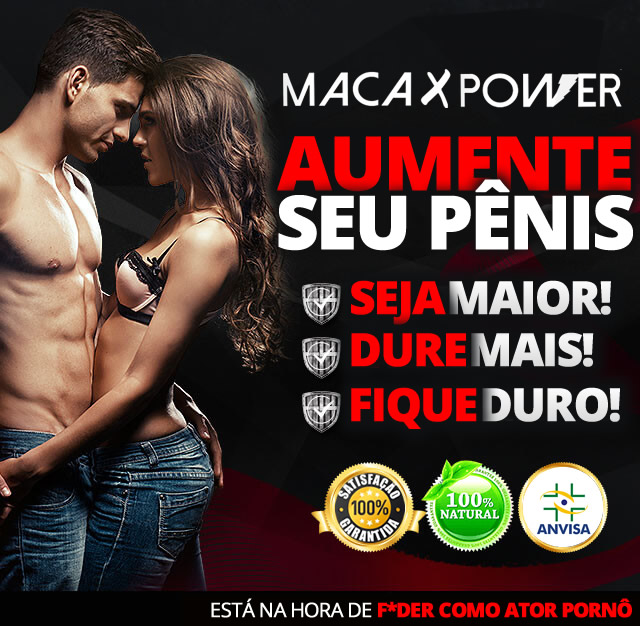 MACA X POWER
AUMENTE
SEU PÊNIS
SEJA MAIOR!
DURE MAIS!
FIQUE DURO!
SATISFAÇÃO
100%
GARANTIDA
100%
NATURAL
ANVISA
ESTÁ NA HORA DE F*DER COMO ATOR PORNÔ